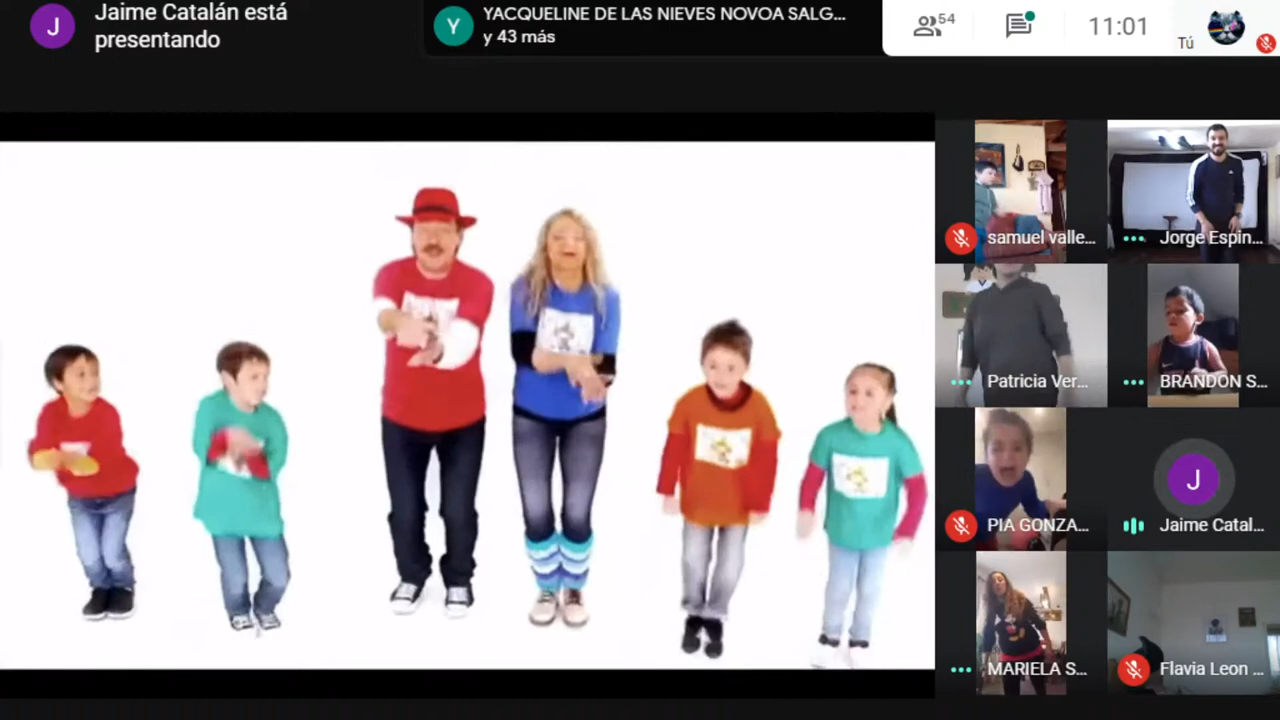 J
Jaime Catalán está
presentando
Y
YACQUELINE DE LAS NIEVES NOVOA SALG...
y 43 más
54
11:01
Tú
samuel valle...
Jorge Espin...
Patricia Ver...
BRANDON S...
PIA GONZA...
J
Jaime Catal...
MARIELA S...
Flavia Leon ...